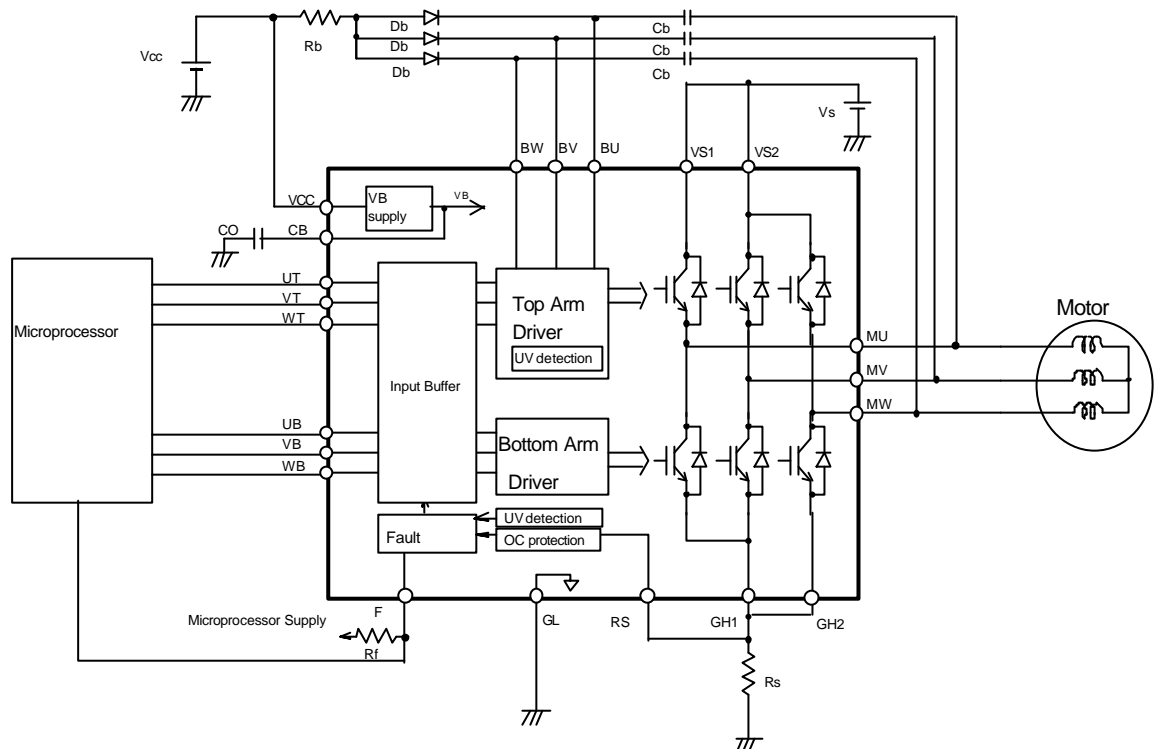 Db
Cb
Rb
Db
Cb
Vcc
Db
Cb
Vs
BW
BV
BU
VS1
VS2
VCC
VB
supply
VB
CO
CB
UT
VT
WT
Microprocessor
Input Buffer
Top Arm
Driver
UV detection
Motor
MU
MV
MW
UB
VB
WB
Bottom Arm
Driver
UV detection
OC protection
Fault
F
GL
RS
GH1
GH2
Microprocessor Supply
Rf
Rs